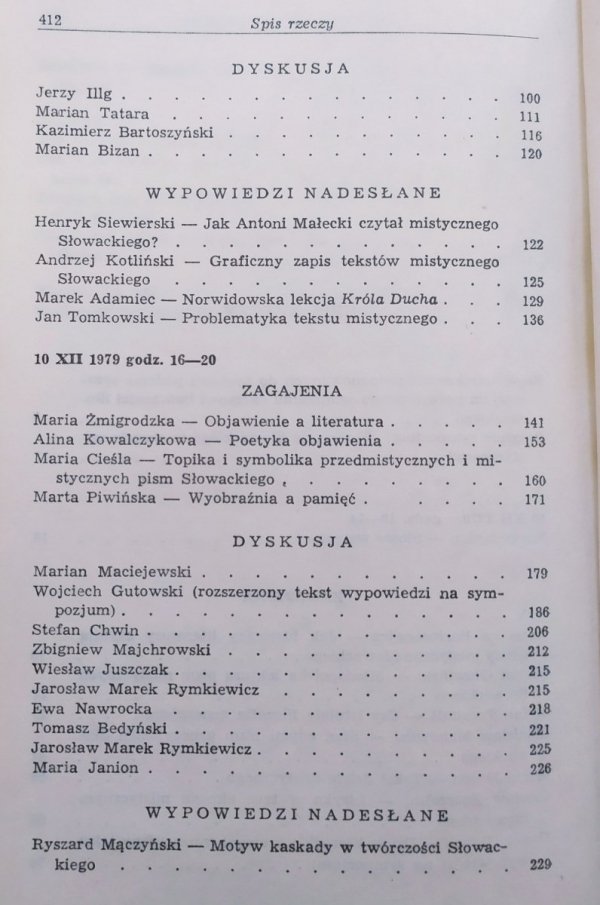 412 Spis rzeczy
DYSKUSJA
Jerzy Illg . . . . . . . . . . . . . . . . 100
Marian Tatara . . . . . . . . . . . . . . 111
Kazimierz Bartoszyński . . . . . . . . . . . 116
Marian Bizan . . . . . . . . . . . . . . . 120
WYPOWIEDZI NADESŁANE
Henryk Siewierski — Jak Antoni Małecki czytał mistycznego
Słowackiego? . . . . . . . . . . . . . 122
Andrzej Kotliński — Graficzny zapis tekstów mistycznego
Słowackiego . . . . . . . . . . . . . 125
Marek Adamiec — Norwidowska lekcja Króla Ducha . . . 129
Jan Tomkowski — Problematyka tekstu mistycznego . . . 136
10 XII 1979 godz. 16—20
ZAGAJENIA
Maria Żmigrodzka — Objawienie a literatura . . . . . 141
Alina Kowalczykowa — Poetyka objawienia . . . . . 153
Maria Cieśla — Topika i symbolika przedmistycznych i mi-
stycznych pism Słowackiego . . . . . . . . 160
Marta Piwińska — Wyobraźnia a pamięć . . . . . 171
DYSKUSJA
Marian Maciejewski . . . . . . . . . . . . 179
Wojciech Gutowski (rozszerzony tekst wypowiedzi na sym-
pozjum) . . . . . . . . . . . . . . . 186
Stefan Chwin . . . . . . . . . . . . . . 206
Zbigniew Majchrowski . . . . . . . . . . . 212
Wiesław Juszczak . . . . . . . . . . . . . 215
Jarosław Marek Rymkiewicz . . . . . . . . . 215
Ewa Nawrocka . . . . . . . . . . . . . 218
Tomasz Bedyński . . . . . . . . . . . . . 221
Jarosław Marek Rymkiewicz . . . . . . . . . . 225
Maria Janion . . . . . . . . . . . . . . 226
WYPOWIEDZI NADESŁANE
Ryszard Mączyński — Motyw kaskady w twórczości Słowac-
kiego . . . . . . . . . . . . . . . . 229